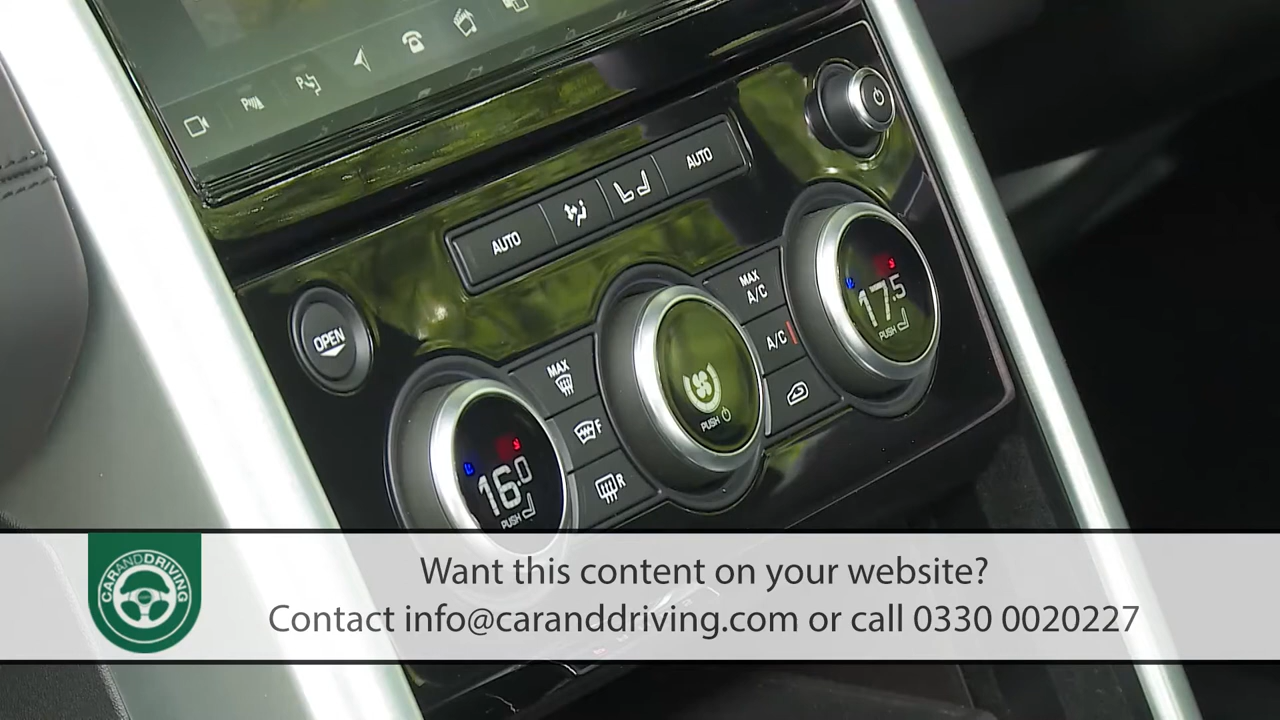 AUTO
AUTO
OPEN
MAX
A/C
17.5
PUSH
MAX
A/C
F
PUSH
16.0
R
PUSH
CARANDDRIVING
Want this content on your website?
Contact info@caranddriving.com or call 0330 0020227